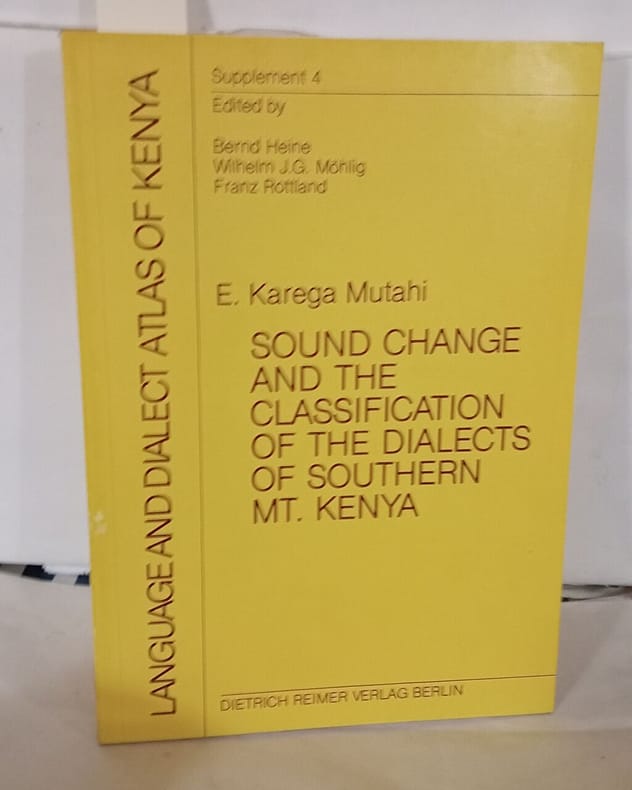 LANGUAGE AND DIALECT ATLAS OF KENYA
Supplement 4
Edited by
Bernd Heine
Wilhelm J.G. Möhlig
Franz Rottland
E. Karega Mutahi
SOUND CHANGE
AND THE
CLASSIFICATION
OF THE DIALECTS
OF SOUTHERN
MT. KENYA
DIETRICH REIMER VERLAG BERLIN